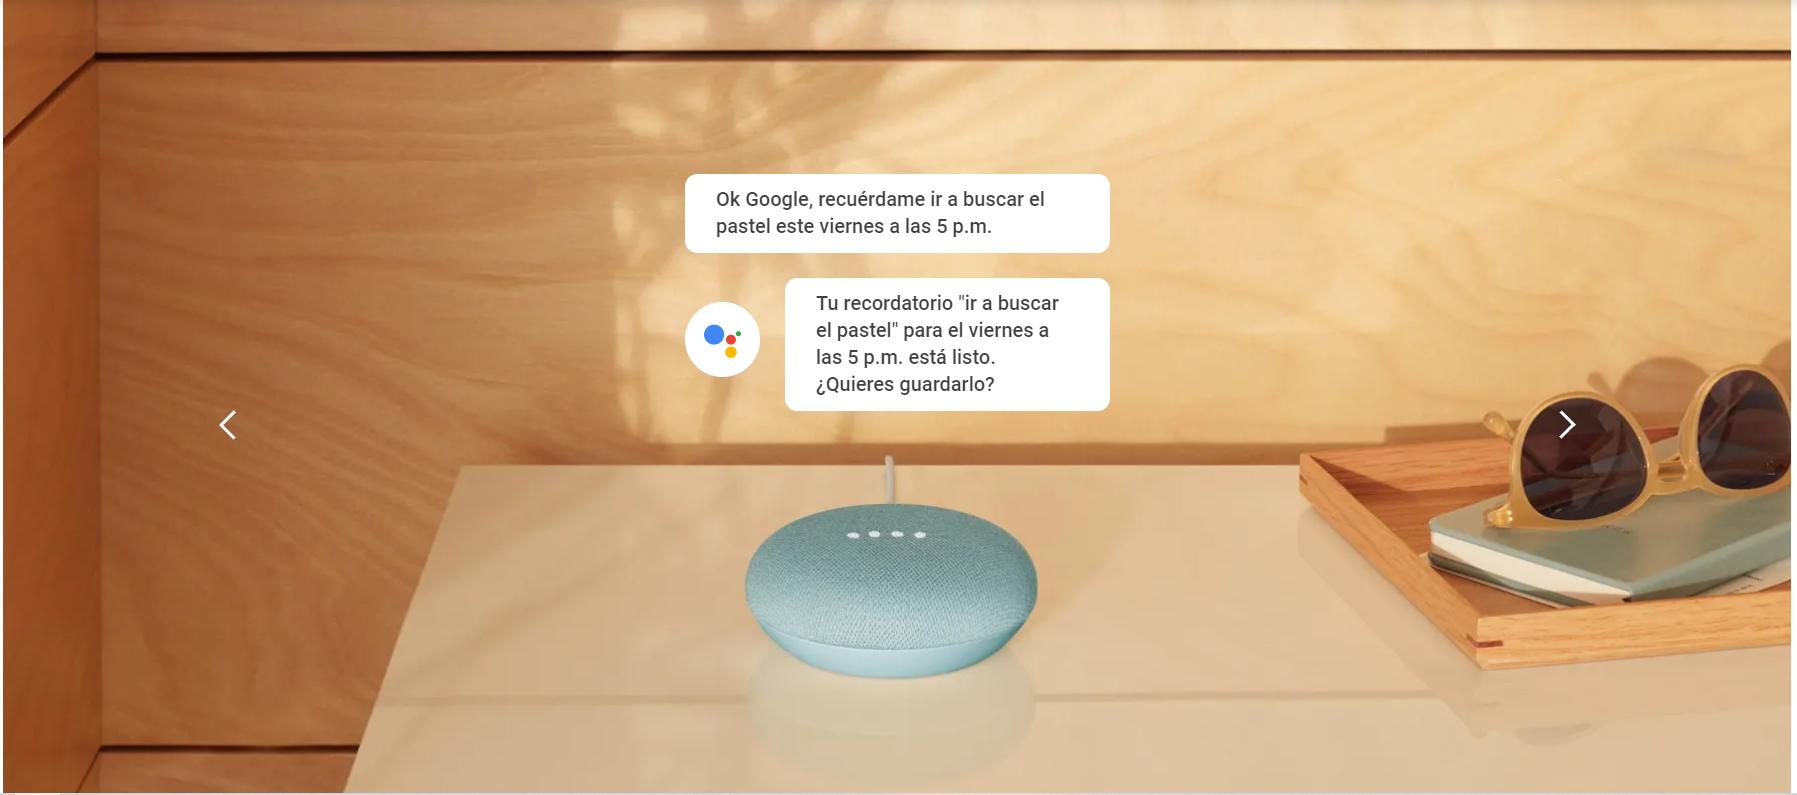 Ok Google, recuérdame ir a buscar el
pastel este viernes a las 5 p.m.
Tu recordatorio "ir a buscar
el pastel" para el viernes a
las 5 p.m. está listo.
¿Quieres guardarlo?